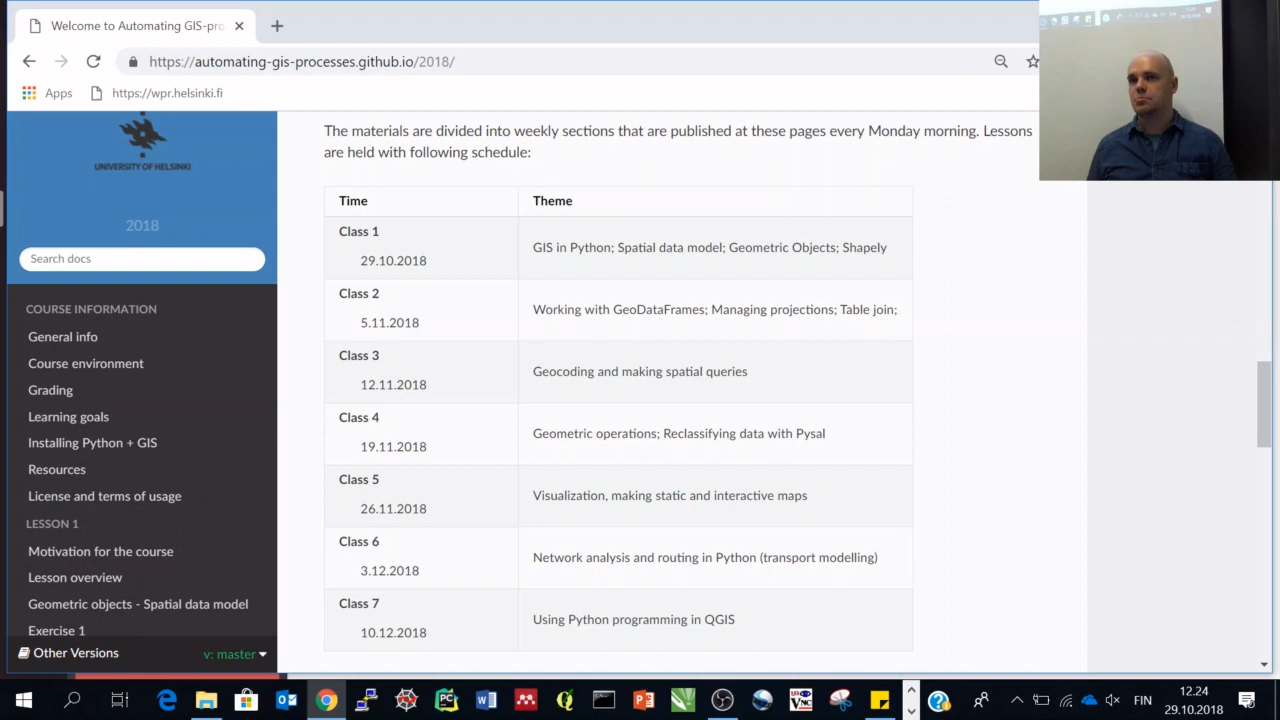 Welcome to Automating GIS-pro
https://automating-gis-processes.github.io/2018/
Apps
https://wpr.helsinki.fi
UNIVERSITY OF HELSINKI
2018
Search docs
COURSE INFORMATION
General info
Course environment
Grading
Learning goals
Installing Python + GIS
Resources
License and terms of usage
LESSON 1
Motivation for the course
Lesson overview
Geometric objects - Spatial data model
Exercise 1
Other Versions
v: master
The materials are divided into weekly sections that are published at these pages every Monday morning. Lessons
are held with following schedule:
Time
Theme
Class 1
29.10.2018
GIS in Python; Spatial data model; Geometric Objects; Shapely
Class 2
5.11.2018
Working with GeoDataFrames; Managing projections; Table join;
Class 3
12.11.2018
Geocoding and making spatial queries
Class 4
19.11.2018
Geometric operations; Reclassifying data with Pysal
Class 5
26.11.2018
Visualization, making static and interactive maps
Class 6
3.12.2018
Network analysis and routing in Python (transport modelling)
Class 7
10.12.2018
Using Python programming in QGIS
FIN
12.24
29.10.2018